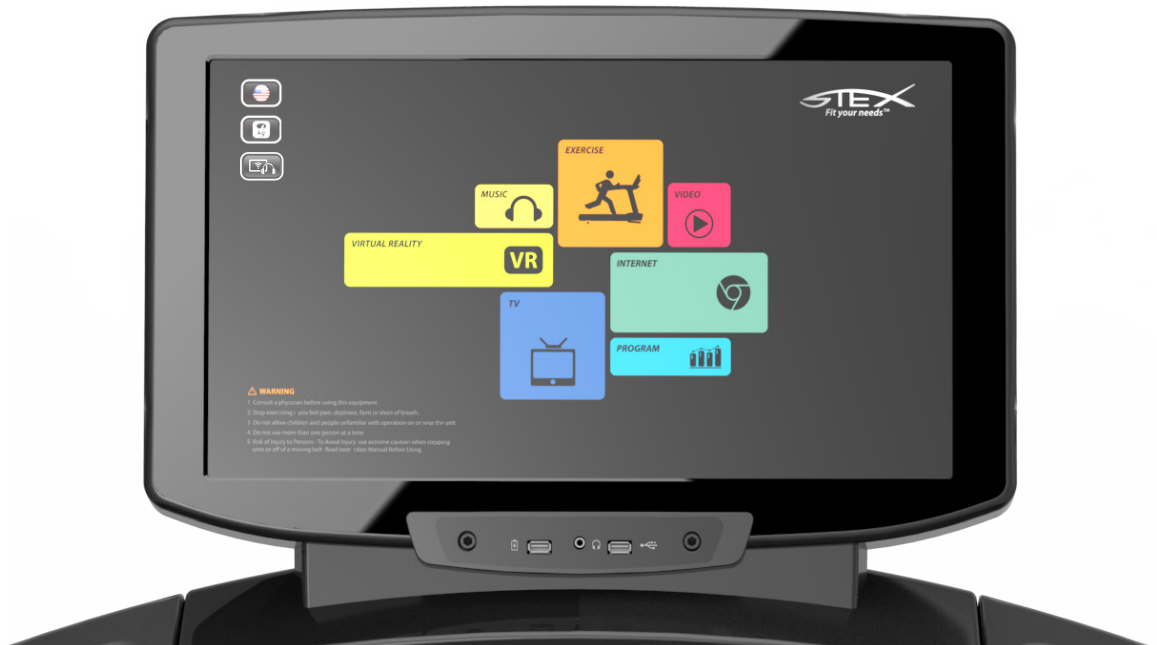 STEX
Fit your needs™
EXERCISE
MUSIC
VIDEO
VIRTUAL REALITY
VR
INTERNET
TV
PROGRAM
WARNING
1 Consult a physican before using this equipment
2. Stop exercising you feel pain, dizziness, faint or short of breath.
3 Do not allow children and people unfamiliar with operation on or near thr unit
4 Do not use more than one person at a time
5 Risk of Injury to Persons - To Avoid Injury use extreme caution when stepping
onto or off of a moving belt Read Manual Before Using